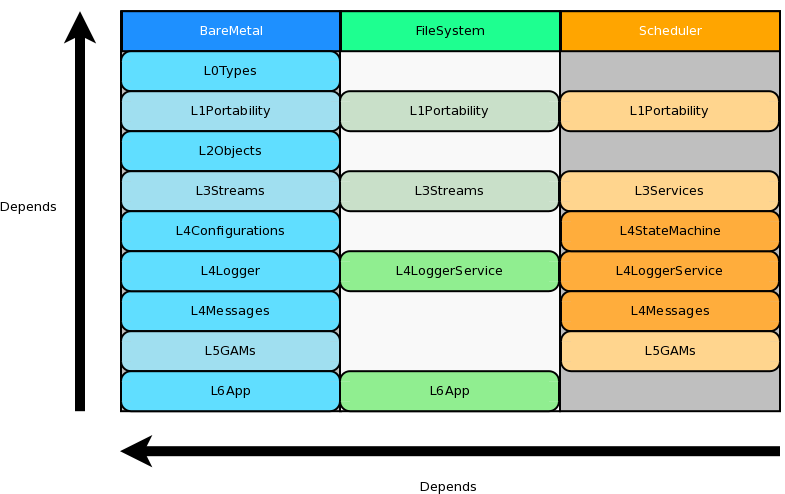 BareMetal FileSystem Scheduler
L0Types
L1Portability L1Portability L1Portability
L2Objects
L3Streams L3Streams L3Services
Depends
L4Configurations L4StateMachine
L4Logger L4LoggerService L4LoggerService
L4Messages L4Messages
L5GAMs L5GAMs
L6App L6App
Depends